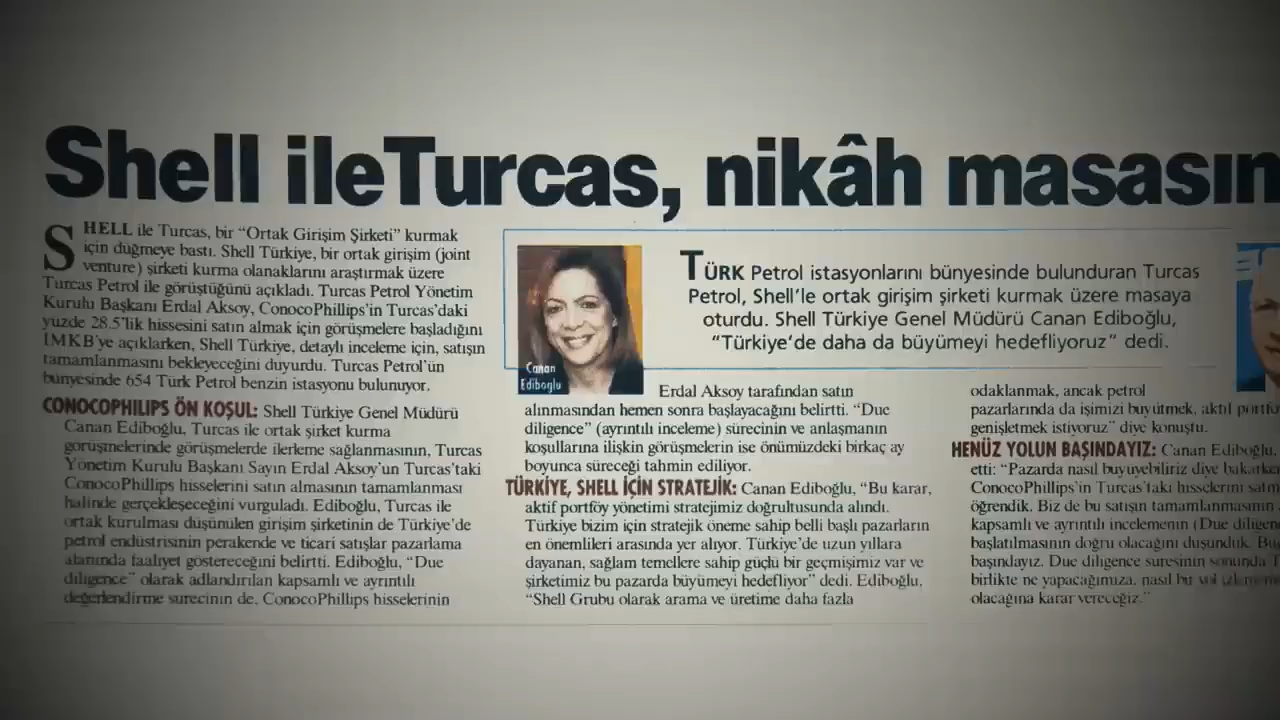 Shell ile Turcas, nikâh masasın
SHELL ile Turcas, bir “Ortak Girişim Şirketi” kurmak
için düğmeye bastı. Shell Türkiye, bir ortak girişim (joint
venture) şirketi kurma olanaklarını araştırmak üzere
Turcas Petrol ile görüştüğünü açıkladı. Turcas Petrol Yönetim
Kurulu Başkanı Erdal Aksoy, ConocoPhillips’in Turcas’daki
yüzde 28.5’lik hissesini satın almak için görüşmelere başladığını
İMKB’ye açıklarken, Shell Türkiye, detaylı inceleme için, satışın
tamamlanmasını bekleyeceğini duyurdu. Turcas Petrol’ün
bünyesinde 654 Türk Petrol benzin istasyonu bulunuyor.
CONOCOPHILIPS ÖN KOŞUL: Shell Türkiye Genel Müdürü
Canan Ediboğlu, Turcas ile ortak şirket kurma
görüşmelerinde görüşmelerde ilerleme sağlanmasının, Turcas
Yönetim Kurulu Başkanı Sayın Erdal Aksoy’un Turcas’taki
ConocoPhillips hisselerini satın almasının tamamlanması
halinde gerçekleşeceğini vurguladı. Ediboğlu, Turcas ile
ortak kurulması düşünülen girişim şirketinin de Türkiye’de
petrol endüstrisinin perakende ve ticari satışlar pazarlama
alanında faaliyet göstereceğini belirtti. Ediboğlu, “Due
diligence” olarak adlandırılan kapsamlı ve ayrıntılı
değerlendirme sürecinin de, ConocoPhillips hisselerinin
Canan
Ediboğlu
TÜRK Petrol istasyonlarını bünyesinde bulunduran Turcas
Petrol, Shell’le ortak girişim şirketi kurmak üzere masaya
oturdu. Shell Türkiye Genel Müdürü Canan Ediboğlu,
“Türkiye’de daha da büyümeyi hedefliyoruz” dedi.
Erdal Aksoy tarafından satın
alınmasından hemen sonra başlayacağını belirtti. “Due
diligence” (ayrıntılı inceleme) sürecinin ve anlaşmanın
koşullarına ilişkin görüşmelerin ise önümüzdeki birkaç ay
boyunca süreceği tahmin ediliyor.
TÜRKİYE, SHELL İÇİN STRATEJİK: Canan Ediboğlu, “Bu karar,
aktif portföy yönetimi stratejimiz doğrultusunda alındı.
Türkiye bizim için stratejik öneme sahip belli başlı pazarların
en önemlileri arasında yer alıyor. Türkiye’de uzun yıllara
dayanan, sağlam temellere sahip güçlü bir geçmişimiz var ve
şirketimiz bu pazarda büyümeyi hedefliyor” dedi. Ediboğlu,
“Shell Grubu olarak arama ve üretime daha fazla
odaklanmak, ancak petrol
pazarlarında da işimizi büyütmek, aktif portfö
genişletmek istiyoruz” diye konuştu.
HENÜZ YOLUN BAŞINDAYIZ: Canan Ediboğlu,
etti: “Pazarda nasıl büyüyebiliriz diye bakarken
ConocoPhillips’in Turcas’taki hisselerini satm
öğrendik. Biz de bu satışın tamamlanmasının
kapsamlı ve ayrıntılı incelemenin (Due diligen
başlatılmasının doğru olacağını düşündük. Bu
başındayız. Due diligence süresinin sonunda T
birlikte ne yapacağımıza, nasıl bir yol
olacağına karar vereceğiz.”